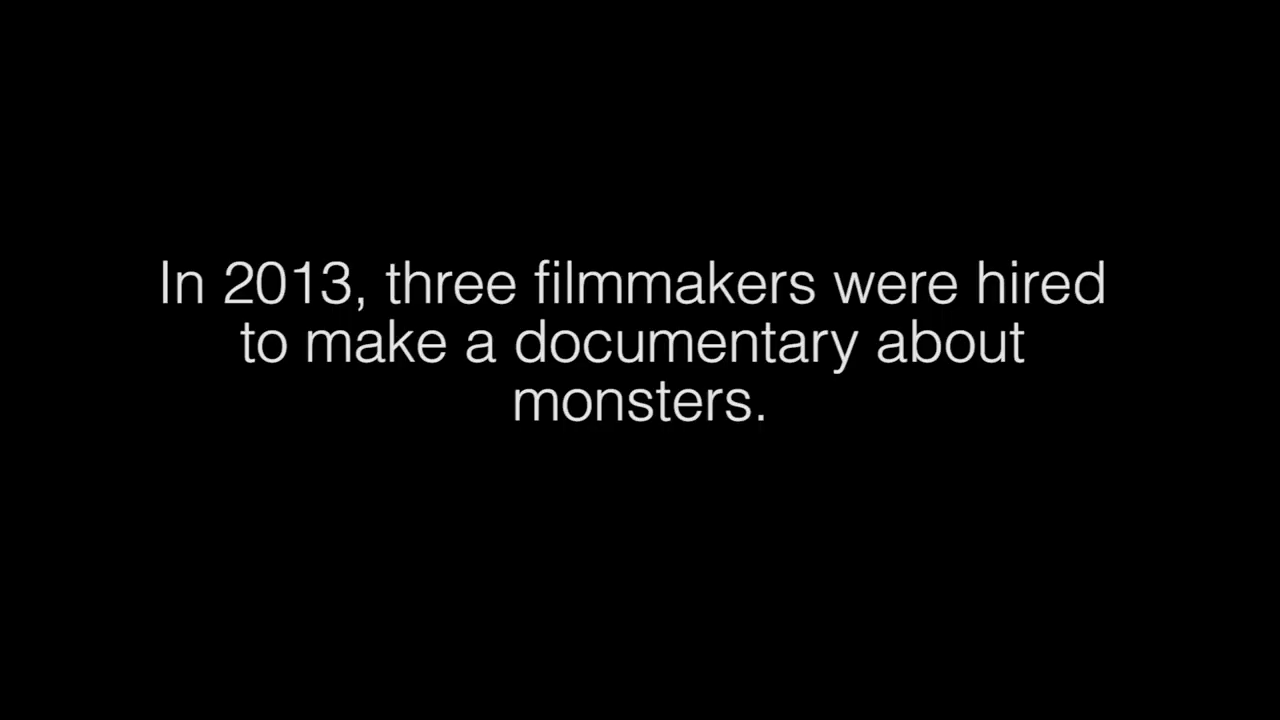 In 2013, three filmmakers were hired
to make a documentary about
monsters.